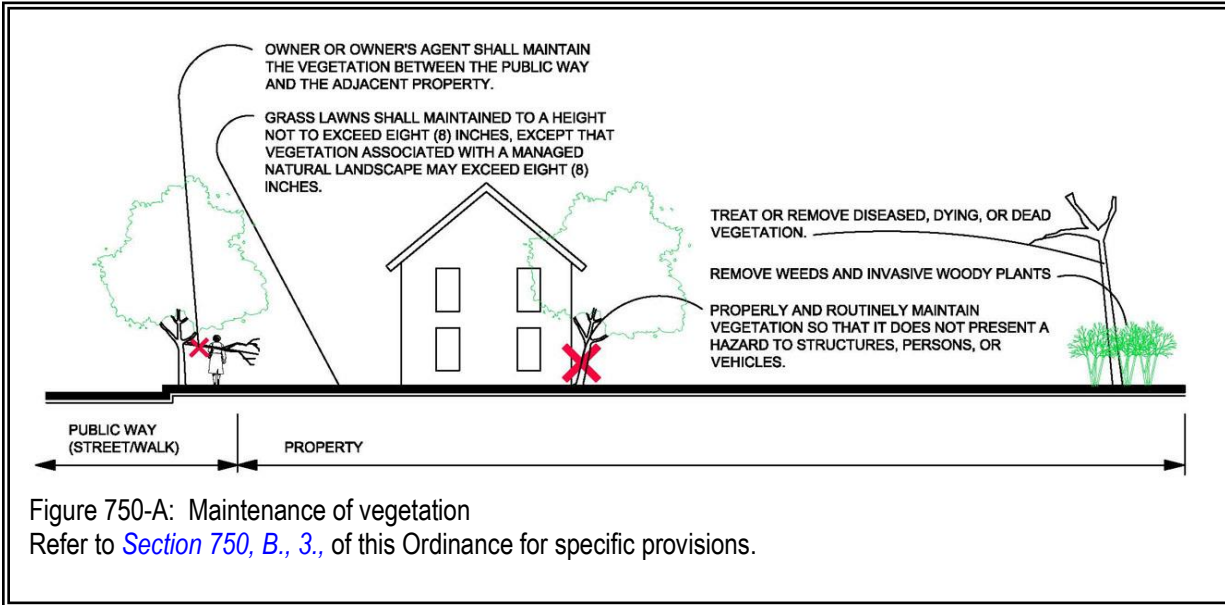 OWNER OR OWNER'S AGENT SHALL MAINTAIN
THE VEGETATION BETWEEN THE PUBLIC WAY
AND THE ADJACENT PROPERTY.
GRASS LAWNS SHALL MAINTAINED TO A HEIGHT
NOT TO EXCEED EIGHT (8) INCHES, EXCEPT THAT
VEGETATION ASSOCIATED WITH A MANAGED
NATURAL LANDSCAPE MAY EXCEED EIGHT (8)
INCHES.
TREAT OR REMOVE DISEASED, DYING, OR DEAD
VEGETATION.
REMOVE WEEDS AND INVASIVE WOODY PLANTS
PROPERLY AND ROUTINELY MAINTAIN
VEGETATION SO THAT IT DOES NOT PRESENT A
HAZARD TO STRUCTURES, PERSONS, OR
VEHICLES.
PUBLIC WAY
(STREET/WALK)
PROPERTY
Figure 750-A: Maintenance of vegetation
Refer to Section 750, B., 3., of this Ordinance for specific provisions.